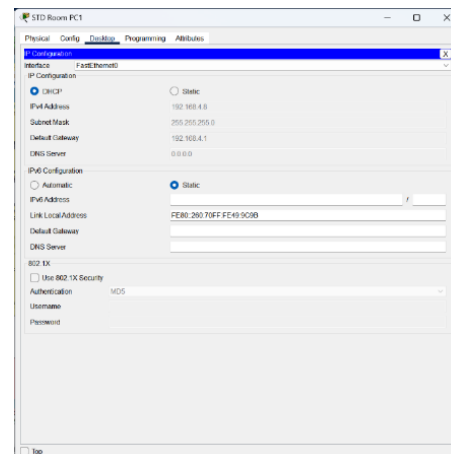 STD Room PC1
Physical Config Desktop Programming Attributes
IP Configuration X
Interface FastEthernet0
IP Configuration
DHCP Static
IPv4 Address 192.168.4.8
Subnet Mask 255.255.255.0
Default Gateway 192.168.4.1
DNS Server 0.0.0.0
IPv6 Configuration
Automatic Static
IPv6 Address /
Link Local Address FE80::260:70FF:FE49:9C9B
Default Gateway
DNS Server
802.1X
Use 802.1X Security
Authentication MD5
Username
Password
Top